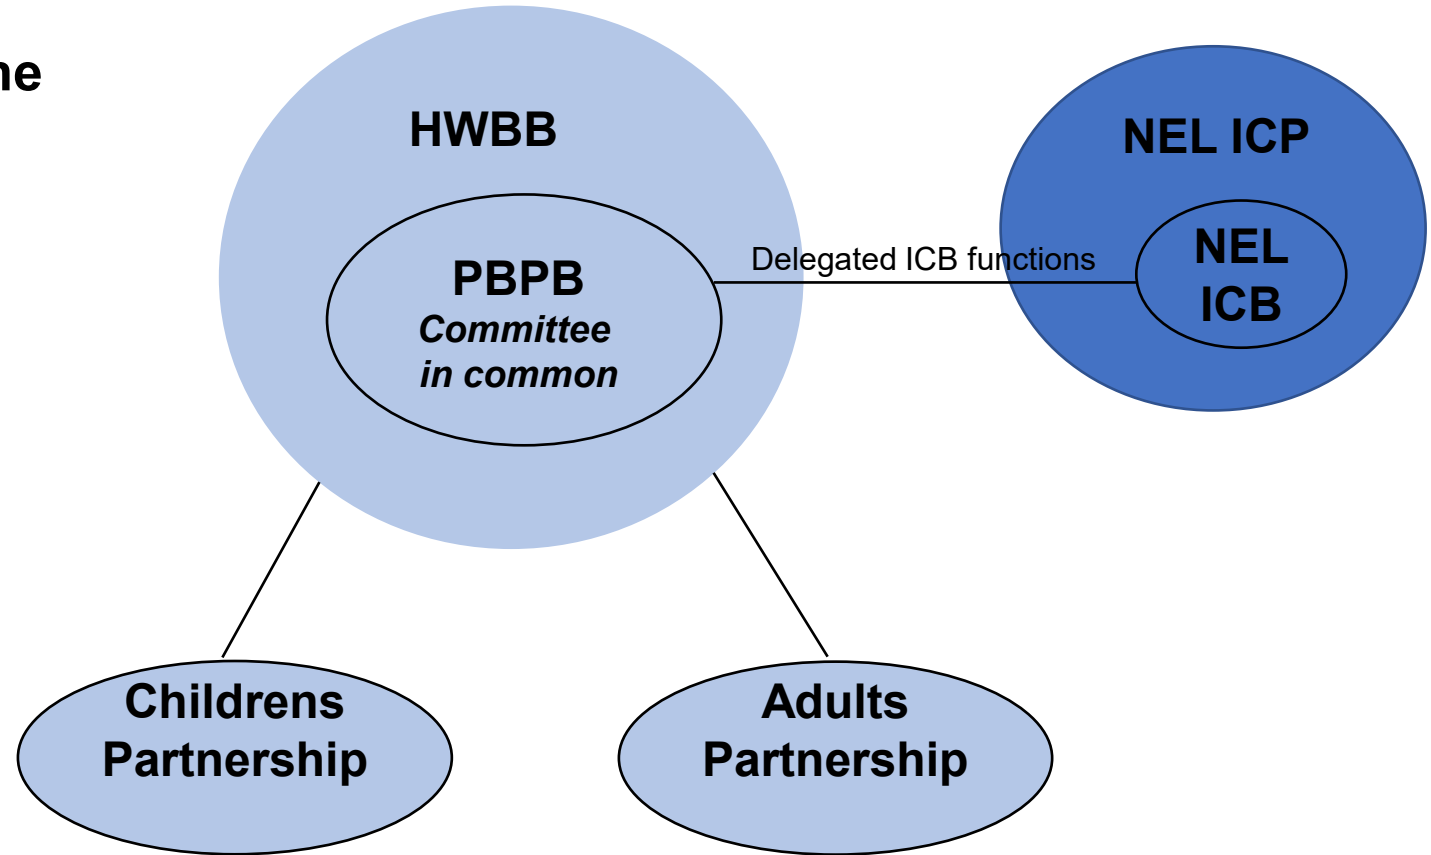 ne
HWBB
PBPB
Committee
in common
Delegated ICB functions
NEL ICP
NEL
ICB
Childrens
Partnership
Adults
Partnership